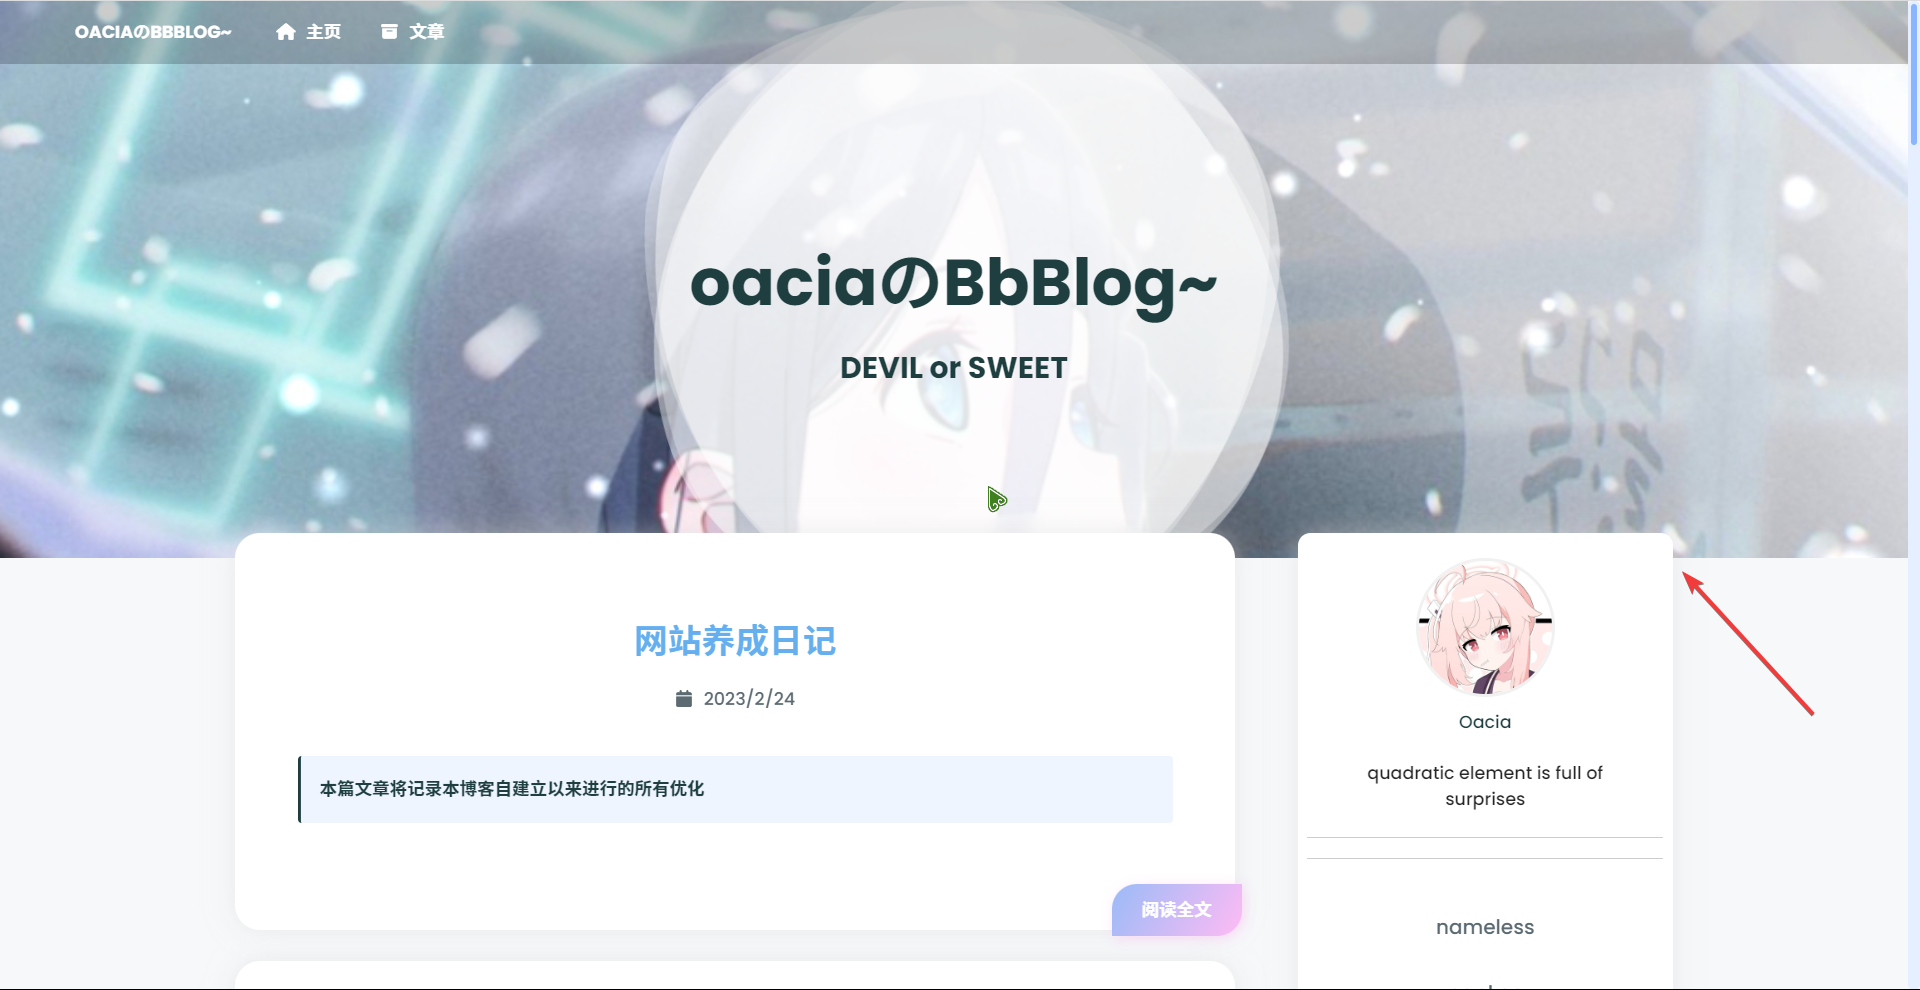 OACIAのBBBLOG~ 主页 文章
oaciaのBbBlog~
DEVIL or SWEET
网站养成日记
2023/2/24
本篇文章将记录本博客自建立以来进行的所有优化
阅读全文
Oacia
quadratic element is full of
surprises
nameless